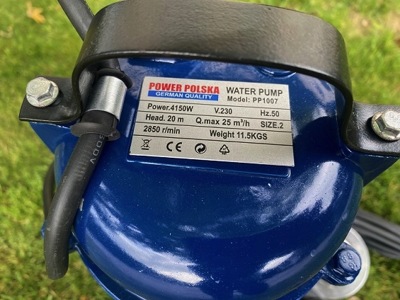 POWER POLSKA WATER PUMP
GERMAN QUALITY Model: PP1007
Power.4150W V.230 Hz.50
Head. 20 m Q.max 25 m³/h SIZE.2
2850 r/min Weight 11.5KGS
CE